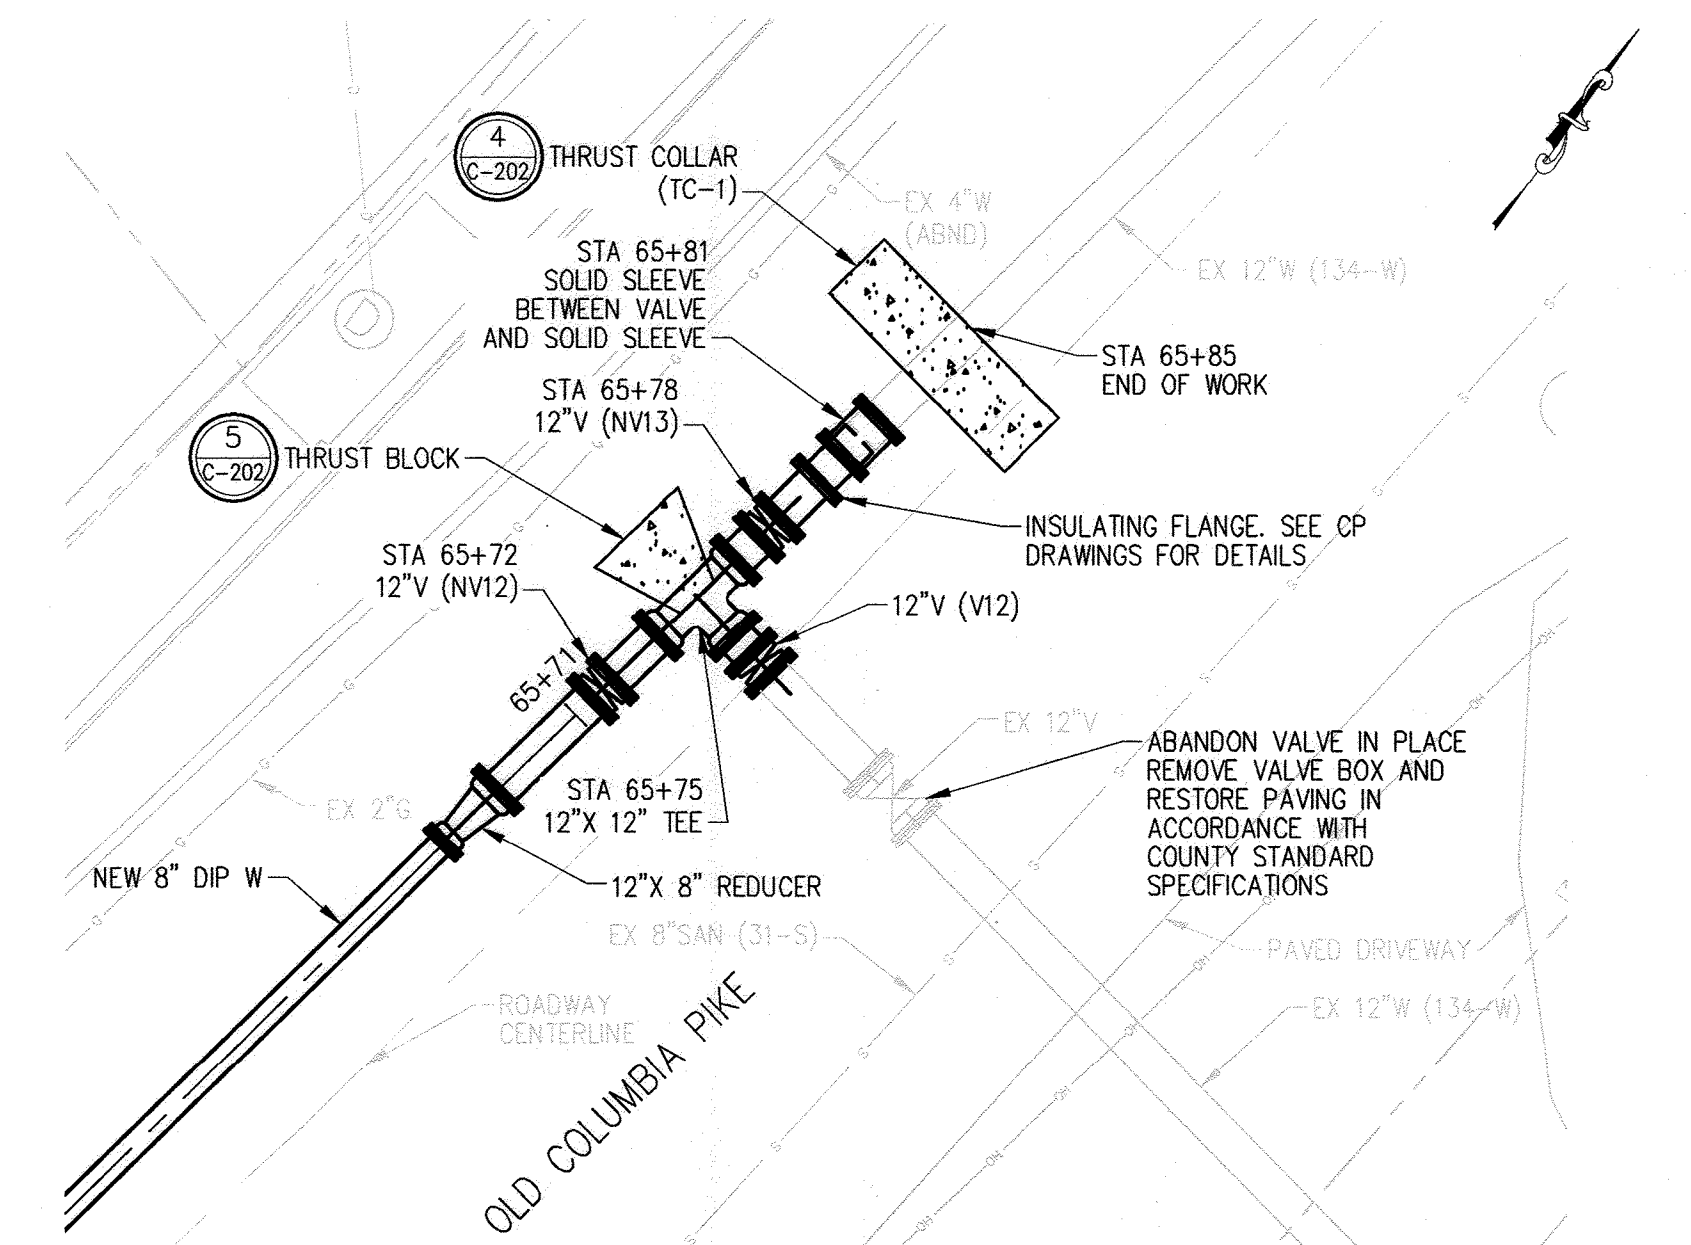 4
C-202
THRUST COLLAR
(TC-1)
EX 4"W
(ABND)
EX 12"W (134-W)
STA 65+81
SOLID SLEEVE
BETWEEN VALVE
AND SOLID SLEEVE
STA 65+85
END OF WORK
STA 65+78
12"V (NV13)
5
C-202
THRUST BLOCK
INSULATING FLANGE. SEE CP
DRAWINGS FOR DETAILS
STA 65+72
12"V (NV12)
12"V (V12)
65+71
EX 12"V
ABANDON VALVE IN PLACE
REMOVE VALVE BOX AND
RESTORE PAVING IN
ACCORDANCE WITH
COUNTY STANDARD
SPECIFICATIONS
STA 65+75
12"X 12" TEE
EX 2"G
NEW 8" DIP W
12"X 8" REDUCER
EX 8"SAN (31-S)
PAVED DRIVEWAY
ROADWAY
CENTERLINE
EX 12"W (134-W)
OLD COLUMBIA PIKE